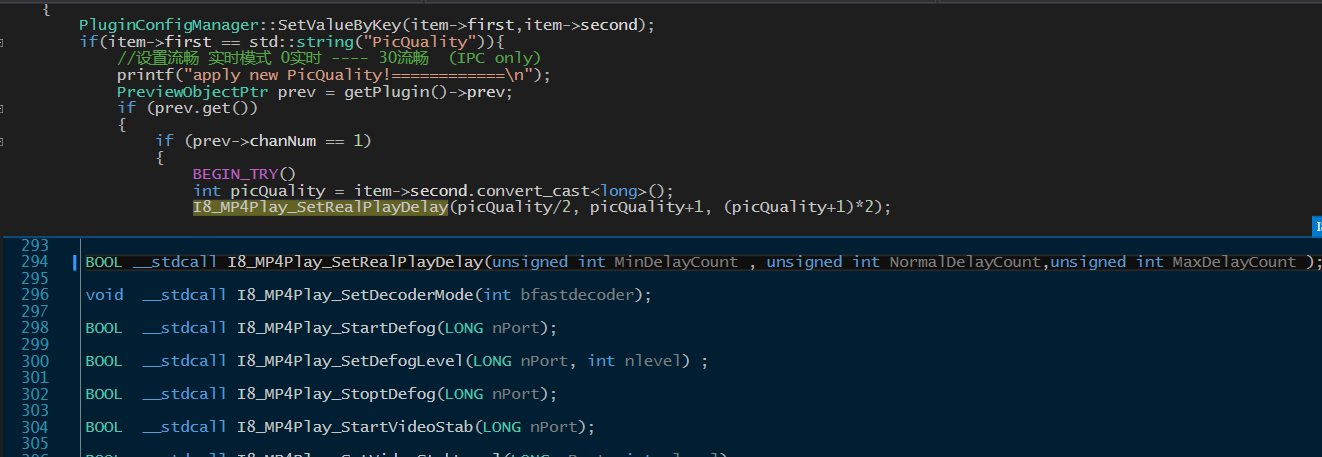 {
PluginConfigManager::SetValueByKey(item->first,item->second);
if(item->first == std::string("PicQuality")){
//设置流畅 实时模式 0实时 ---- 30流畅 (IPC only)
printf("apply new PicQuality!============\n");
PreviewObjectPtr prev = getPlugin()->prev;
if (prev.get())
{
if (prev->chanNum == 1)
{
BEGIN_TRY()
int picQuality = item->second.convert_cast<long>();
I8_MP4Play_SetRealPlayDelay(picQuality/2, picQuality+1, (picQuality+1)*2);
293
294 BOOL __stdcall I8_MP4Play_SetRealPlayDelay(unsigned int MinDelayCount , unsigned int NormalDelayCount,unsigned int MaxDelayCount );
295
296 void __stdcall I8_MP4Play_SetDecoderMode(int bfastdecoder);
297
298 BOOL __stdcall I8_MP4Play_StartDefog(LONG nPort);
299
300 BOOL __stdcall I8_MP4Play_SetDefogLevel(LONG nPort, int nlevel) ;
301
302 BOOL __stdcall I8_MP4Play_StoptDefog(LONG nPort);
303
304 BOOL __stdcall I8_MP4Play_StartVideoStab(LONG nPort);
305